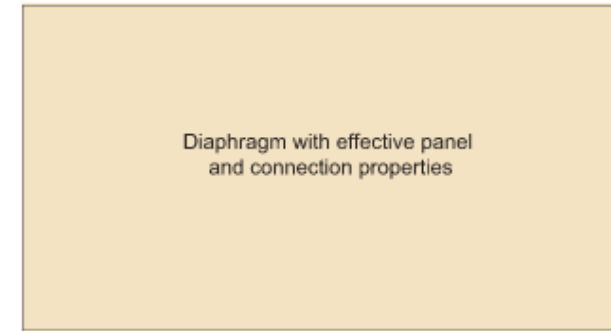 Diaphragm with effective panel
and connection properties